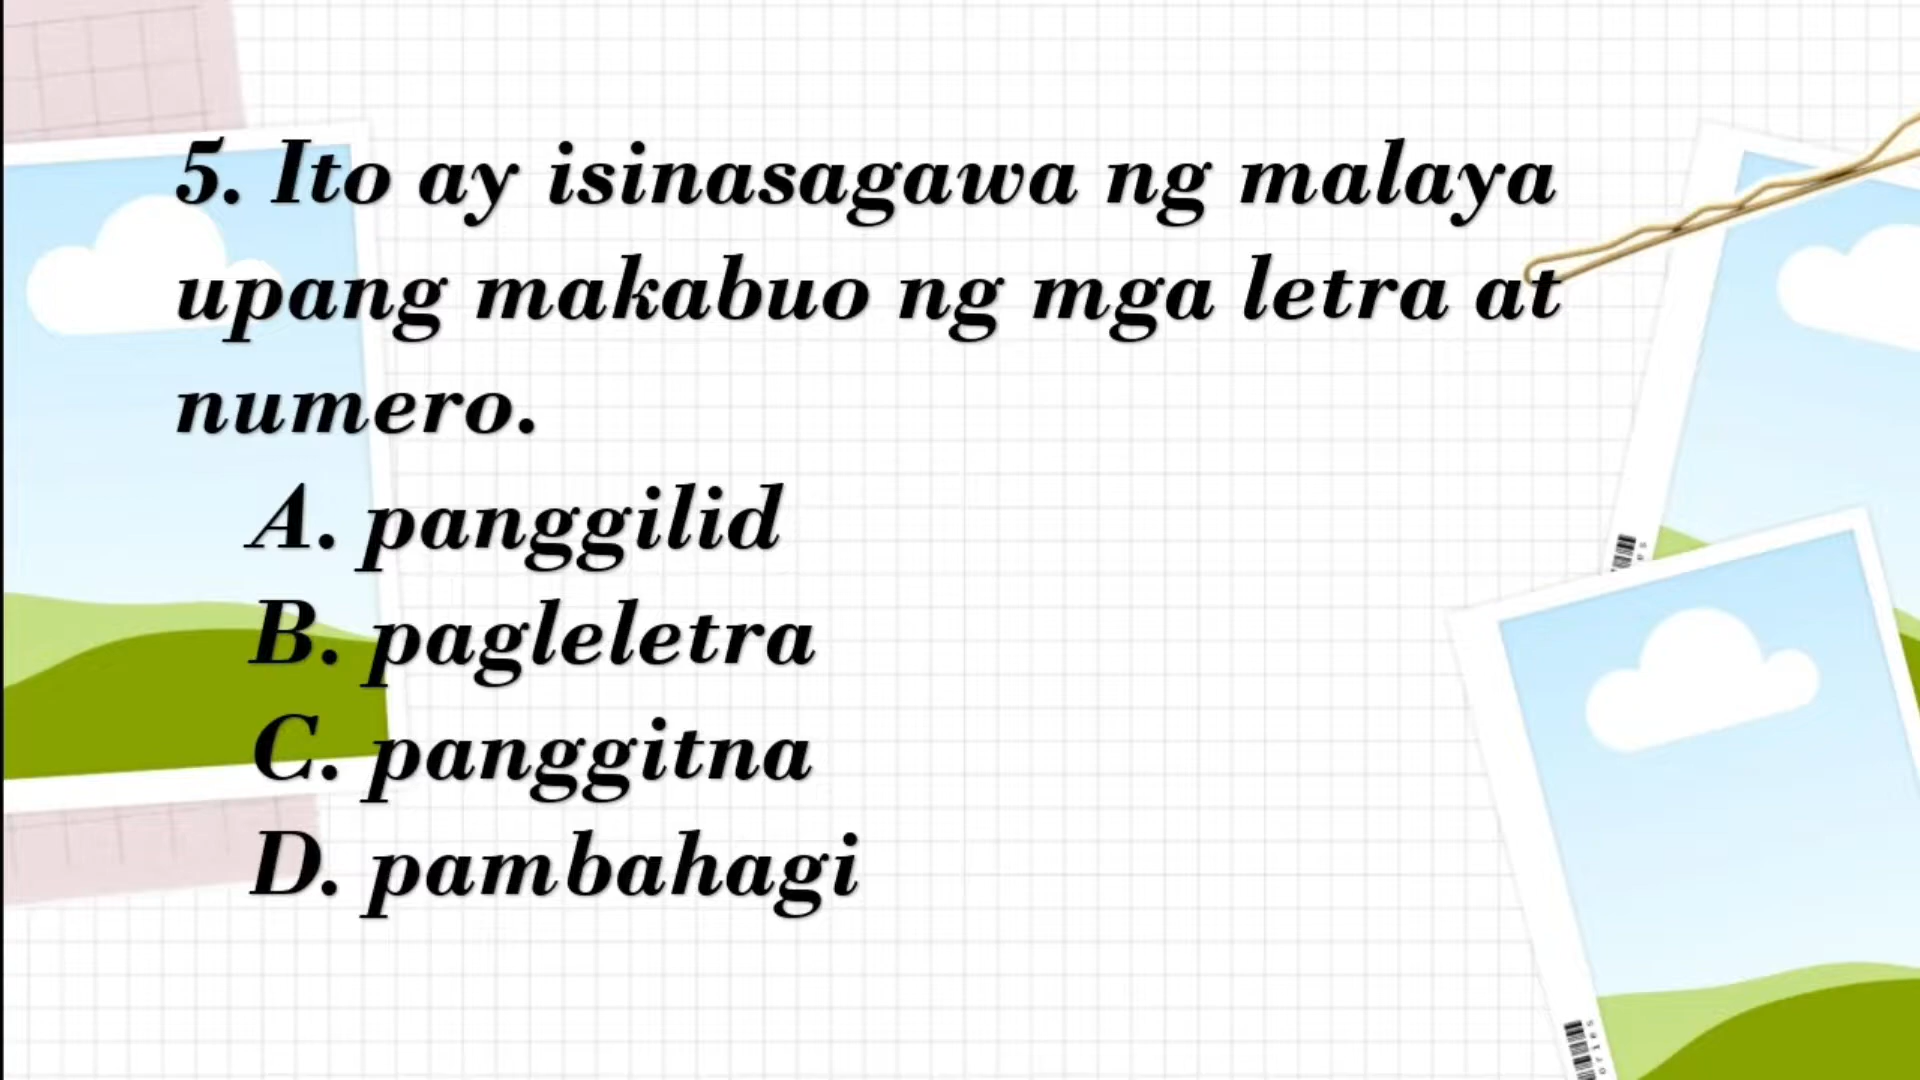 5. Ito ay isinasagawa ng malaya
upang makabuo ng mga letra at
numero.
A. panggilid
B. pagleletra
C. panggitna
D. pambahagi